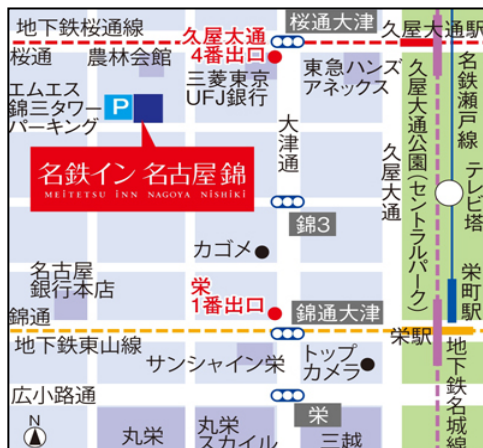 地下鉄桜通線
桜通大津
久屋大通駅
久屋大通
4番出口
桜通
農林会館
三菱東京
UFJ銀行
東急ハンズ
アネックス
エムエス
錦三タワー
パーキング
P
名鉄イン 名古屋 錦
MEITETSU INN NAGOYA NISHIKI
大津通
久屋大通
久屋大通公園(セントラルパーク)
名鉄瀬戸線
テレビ塔
錦3
カゴメ
名古屋
銀行本店
栄
1番出口
錦通大津
栄町駅
錦通
地下鉄東山線
栄駅
サンシャイン栄
トップ
カメラ
地下鉄名城線
広小路通
栄
N
丸栄
丸栄
スカイル
三越